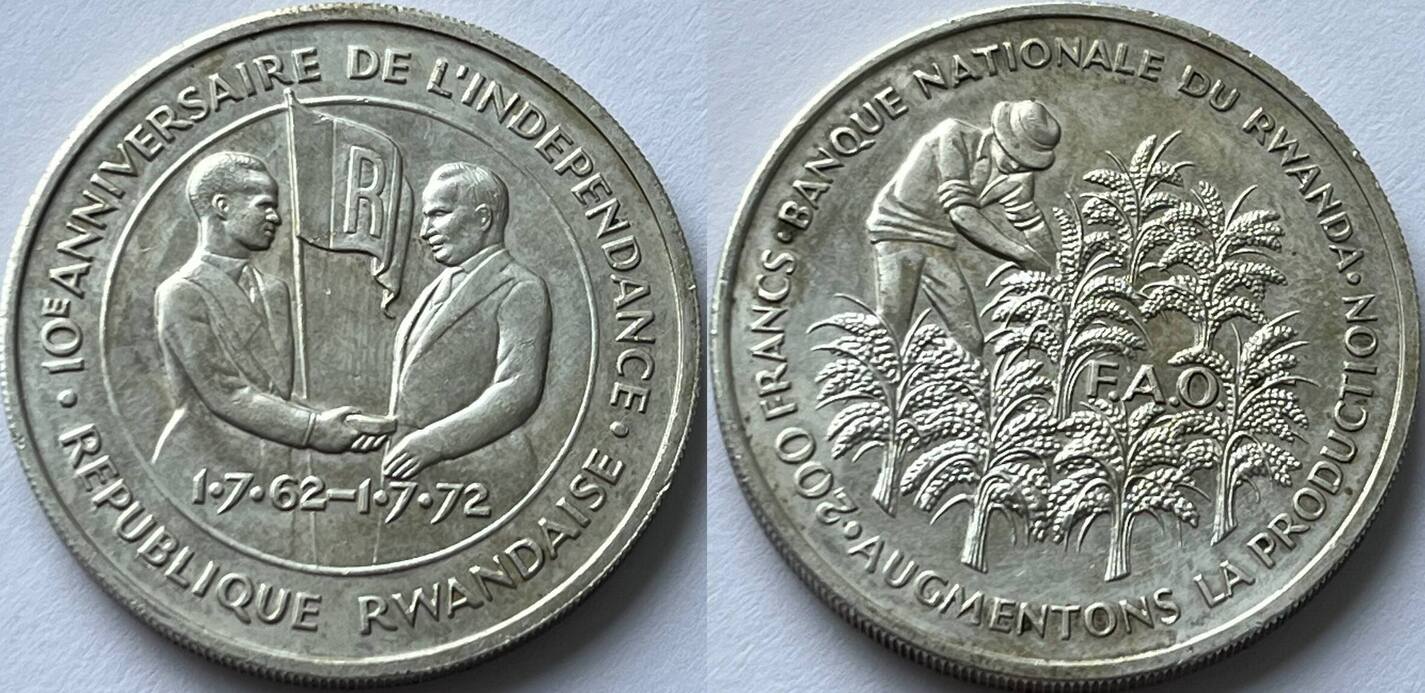 · 10E ANNIVERSAIRE DE L'INDEPENDANCE ·
R
1·7·62-1·7·72
REPUBLIQUE RWANDAISE
200 FRANCS · BANQUE NATIONALE DU RWANDA ·
F.A.O.
· AUGMENTONS LA PRODUCTION